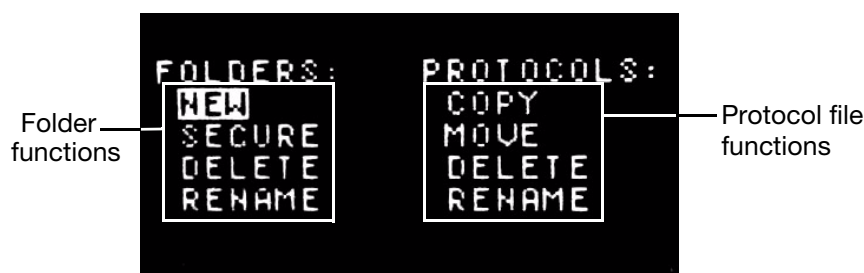 FOLDERS:
NEW
SECURE
DELETE
RENAME
PROTOCOLS:
COPY
MOVE
DELETE
RENAME
Folder
functions
Protocol file
functions